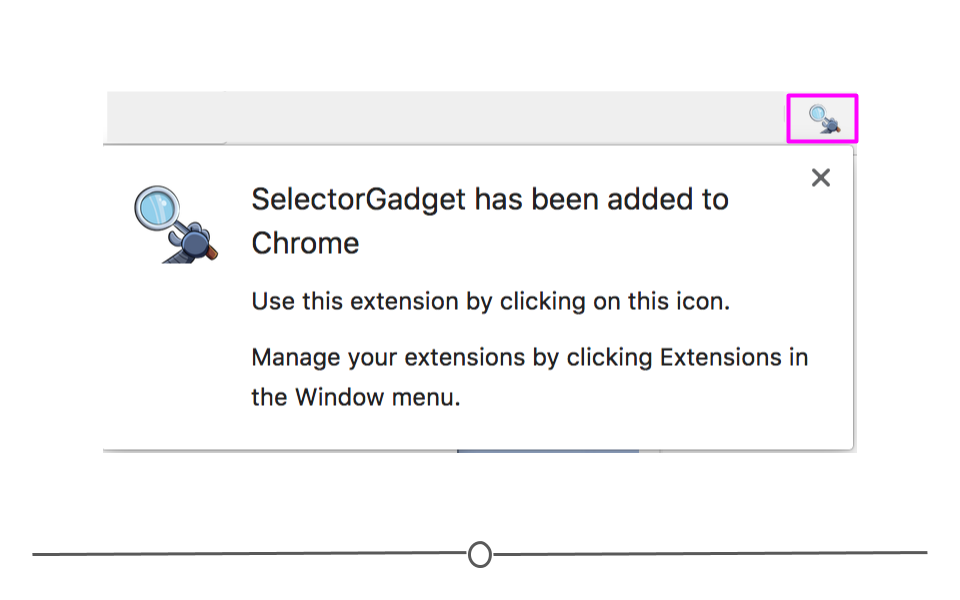 SelectorGadget has been added to
Chrome
Use this extension by clicking on this icon.
Manage your extensions by clicking Extensions in
the Window menu.